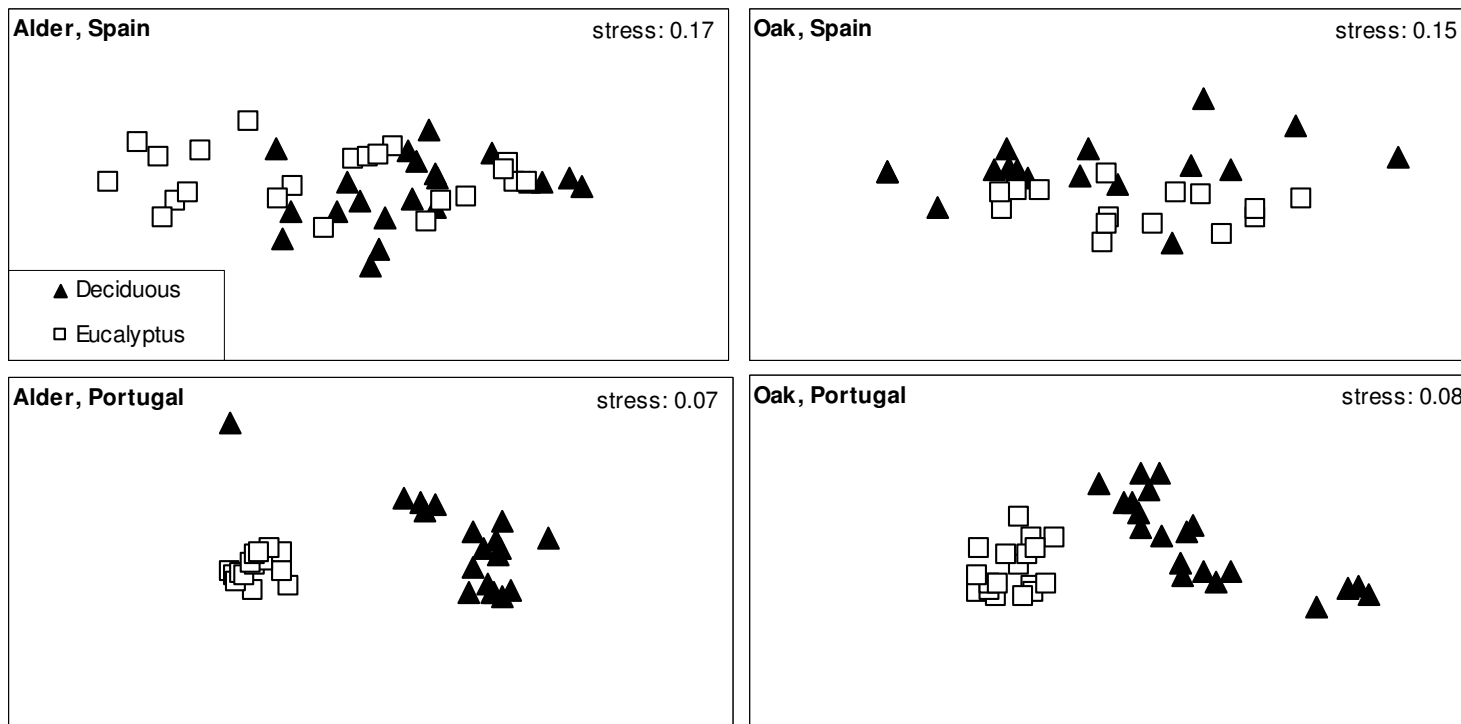 Alder, Spain
stress: 0.17
Deciduous
Eucalyptus
Oak, Spain
stress: 0.15
Alder, Portugal
stress: 0.07
Oak, Portugal
stress: 0.08